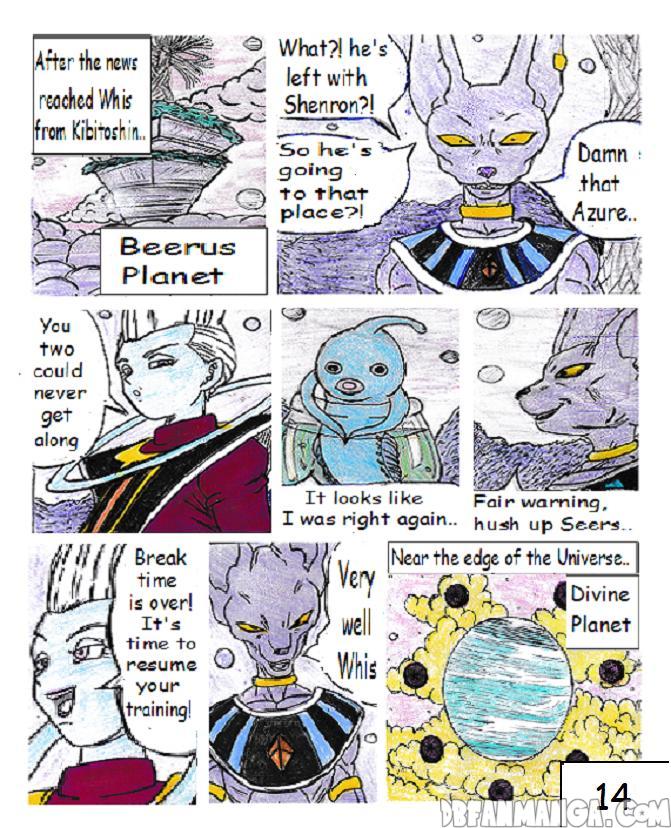 After the news
reached Whis
from Kibitoshin..
Beerus
Planet
What?! he's
left with
Shenron?!
So he's
going
to that
place?!
Damn
that
Azure..
You
two
could
never
get
along
It looks like
I was right again..
Fair warning,
hush up Seers..
Break
time
is over!
It's
time to
resume
your
training!
Very
well
Whis
Near the edge of the Universe..
Divine
Planet
14
DBFANMANGA.COM